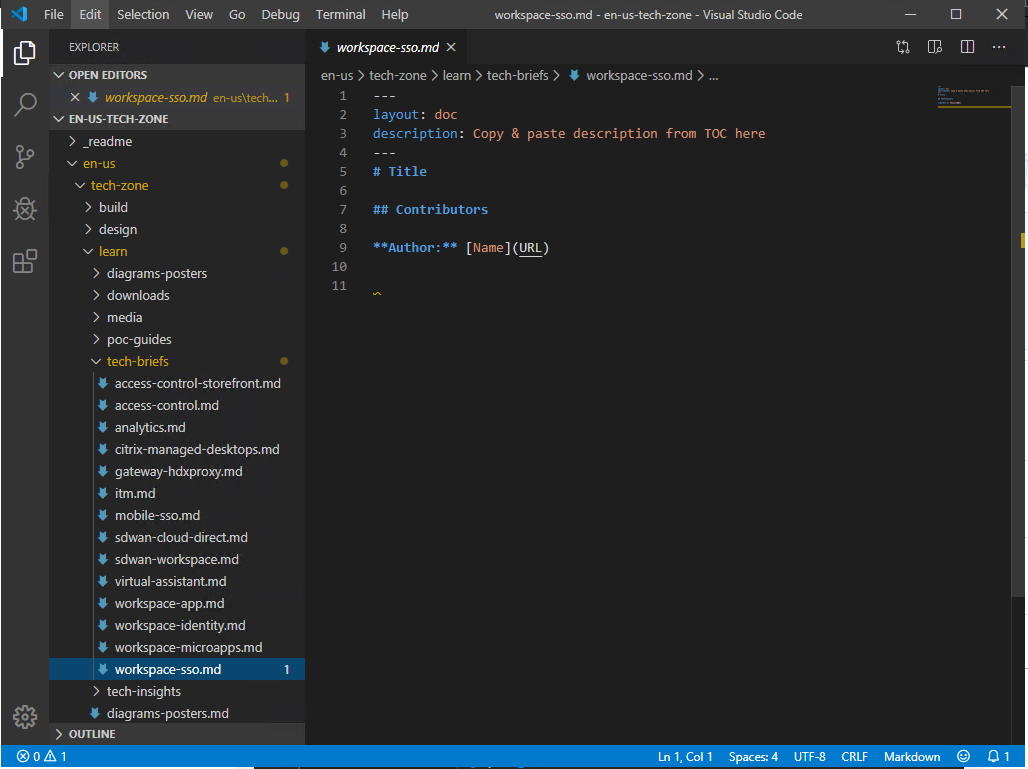 File Edit Selection View Go Debug Terminal Help workspace-sso.md - en-us-tech-zone - Visual Studio Code
EXPLORER
OPEN EDITORS
workspace-sso.md en-us\tech... 1
EN-US-TECH-ZONE
_readme
en-us
tech-zone
build
design
learn
diagrams-posters
downloads
media
poc-guides
tech-briefs
access-control-storefront.md
access-control.md
analytics.md
citrix-managed-desktops.md
gateway-hdxproxy.md
itm.md
mobile-sso.md
sdwan-cloud-direct.md
sdwan-workspace.md
virtual-assistant.md
workspace-app.md
workspace-identity.md
workspace-microapps.md
workspace-sso.md 1
tech-insights
diagrams-posters.md
OUTLINE
workspace-sso.md
en-us > tech-zone > learn > tech-briefs > workspace-sso.md > ...
1 ---
2 layout: doc
3 description: Copy & paste description from TOC here
4 ---
5 # Title
6
7 ## Contributors
8
9 **Author:** [Name](URL)
10
11
0 1 Ln 1, Col 1 Spaces: 4 UTF-8 CRLF Markdown 1